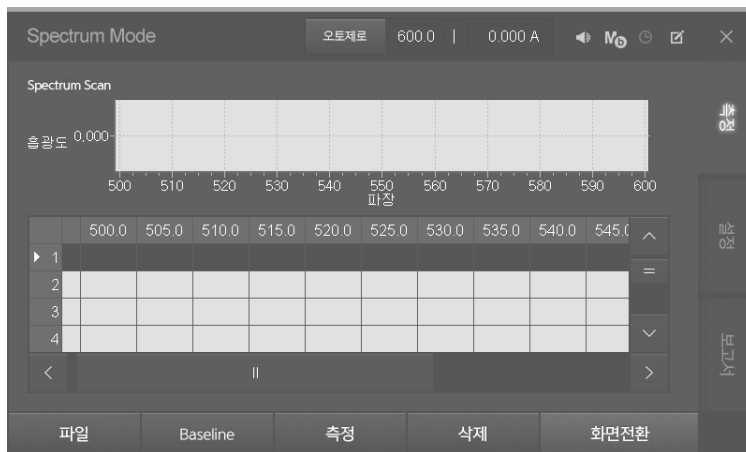 Spectrum Mode 오토제로 600.0 | 0.000 A Mb
Spectrum Scan
측정
흡광도 0,000
500 510 520 530 540 550 560 570 580 590 600
파장
500.0 505.0 510.0 515.0 520.0 525.0 530.0 535.0 540.0 545.0
설정
1
2
3
4
보고서
파일 Baseline 측정 삭제 화면전환